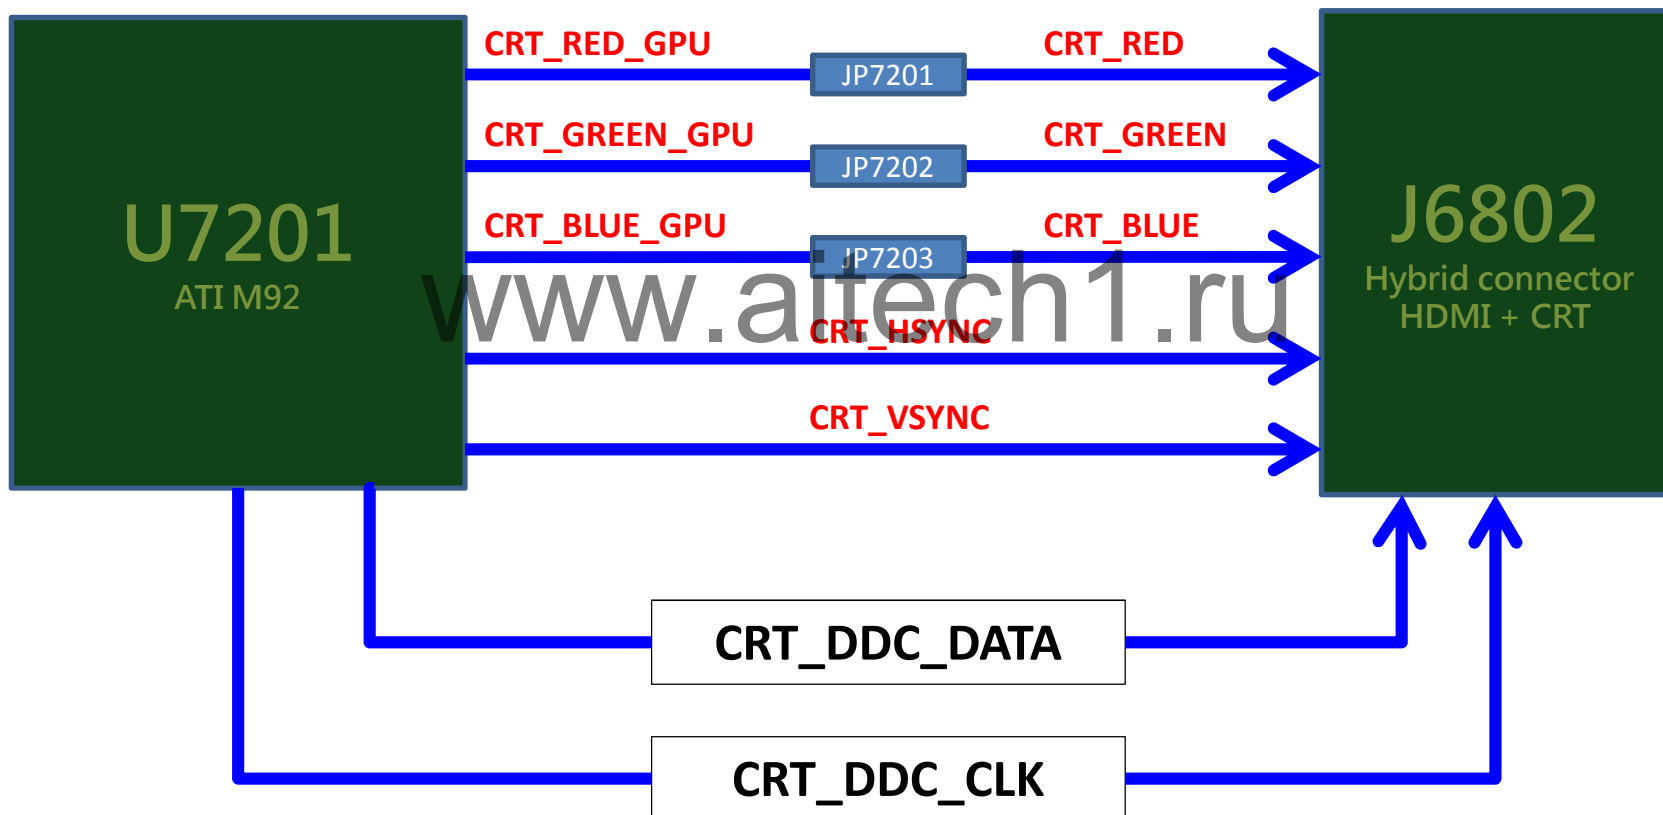 CRT_RED_GPU
CRT_RED
JP7201
CRT_GREEN_GPU
CRT_GREEN
JP7202
CRT_BLUE_GPU
CRT_BLUE
JP7203
U7201
ATI M92
J6802
Hybrid connector
HDMI + CRT
www.aitech1.ru
CRT_HSYNC
CRT_VSYNC
CRT_DDC_DATA
CRT_DDC_CLK